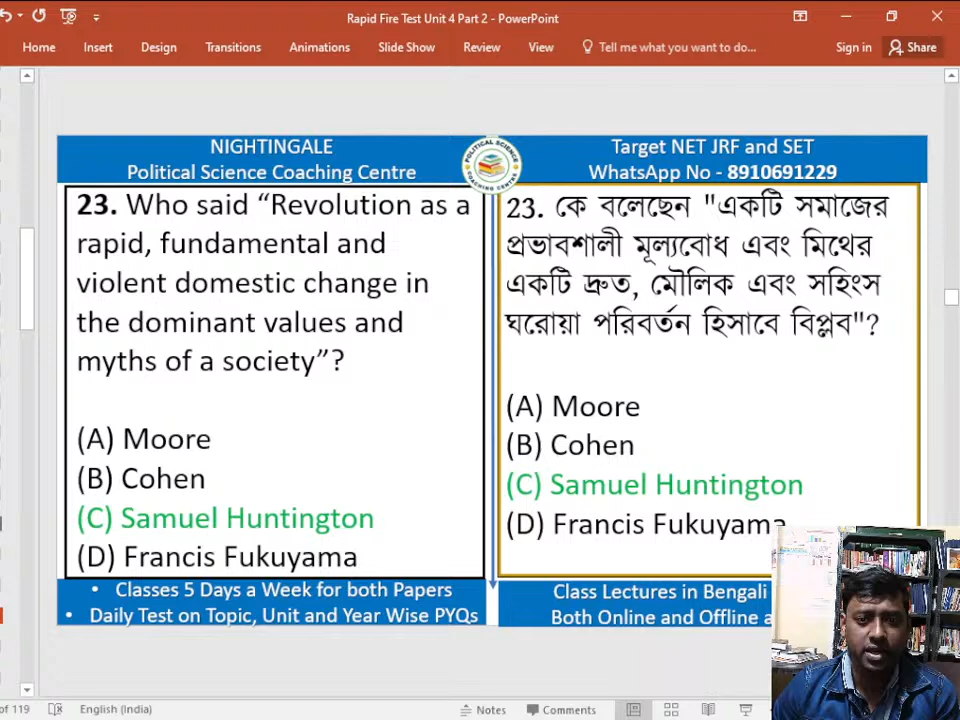 Rapid Fire Test Unit 4 Part 2 - PowerPoint
Home Insert Design Transitions Animations Slide Show Review View Tell me what you want to do... Sign in Share
NIGHTINGALE
Political Science Coaching Centre
POLITICAL SCIENCE
COACHING CENTRE
Target NET JRF and SET
WhatsApp No - 8910691229
23. Who said “Revolution as a
rapid, fundamental and
violent domestic change in
the dominant values and
myths of a society”?
(A) Moore
(B) Cohen
(C) Samuel Huntington
(D) Francis Fukuyama
23. কে বলেছেন "একটি সমাজের
প্রভাবশালী মূল্যবোধ এবং মিথের
একটি দ্রুত, মৌলিক এবং সহিংস
ঘরোয়া পরিবর্তন হিসাবে বিপ্লব"?
(A) Moore
(B) Cohen
(C) Samuel Huntington
(D) Francis Fukuyama
• Classes 5 Days a Week for both Papers
• Daily Test on Topic, Unit and Year Wise PYQs
Class Lectures in Bengali
Both Online and Offline a
of 119 English (India) Notes Comments